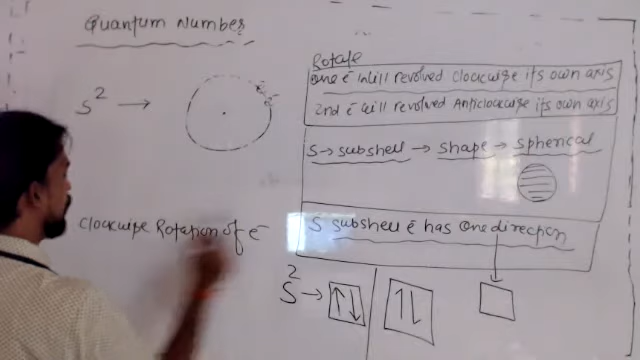 Quantum Number
S² →
Rotate
One e⁻ will revolved clockwise its own axis
2nd e⁻ will revolved Anticlockwise its own axis
S → subshell → shape → spherical
Clockwise Rotation of e⁻
S subshell e⁻ has one direction
S² → ↑↓ ↑↓